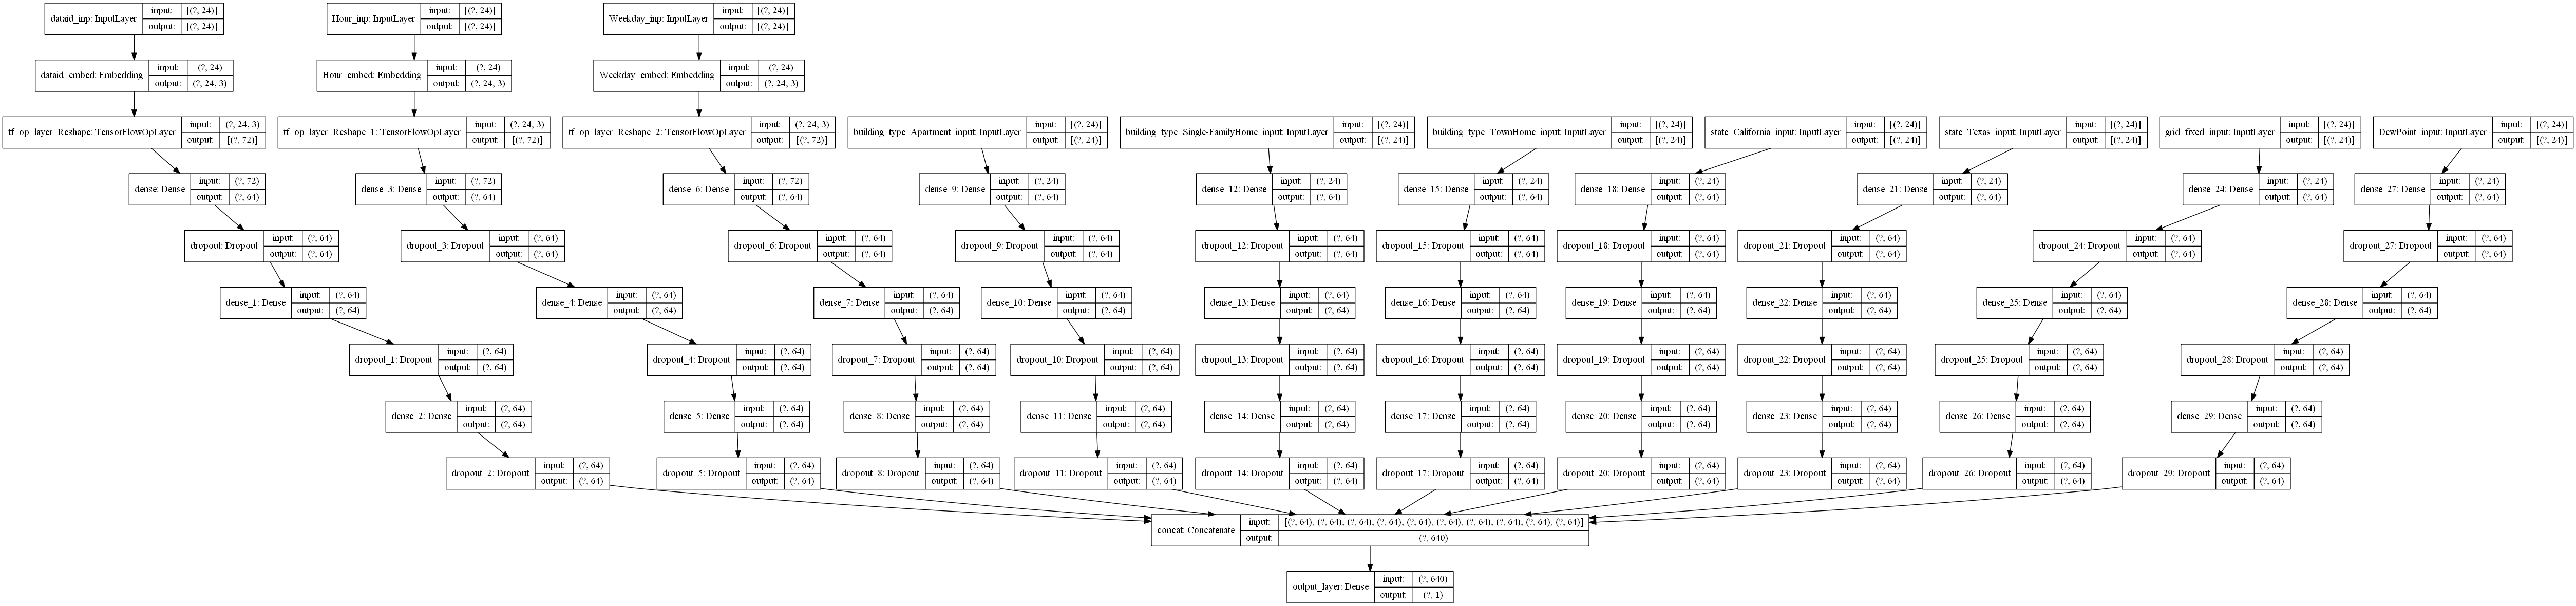 dataid_inp: InputLayer input: [(?, 24)] output: [(?, 24)]
Hour_inp: InputLayer input: [(?, 24)] output: [(?, 24)]
Weekday_inp: InputLayer input: [(?, 24)] output: [(?, 24)]
dataid_embed: Embedding input: (?, 24) output: (?, 24, 3)
Hour_embed: Embedding input: (?, 24) output: (?, 24, 3)
Weekday_embed: Embedding input: (?, 24) output: (?, 24, 3)
tf_op_layer_Reshape: TensorFlowOpLayer input: (?, 24, 3) output: [(?, 72)]
tf_op_layer_Reshape_1: TensorFlowOpLayer input: (?, 24, 3) output: [(?, 72)]
tf_op_layer_Reshape_2: TensorFlowOpLayer input: (?, 24, 3) output: [(?, 72)]
building_type_Apartment_input: InputLayer input: [(?, 24)] output: [(?, 24)]
building_type_Single-FamilyHome_input: InputLayer input: [(?, 24)] output: [(?, 24)]
building_type_TownHome_input: InputLayer input: [(?, 24)] output: [(?, 24)]
state_California_input: InputLayer input: [(?, 24)] output: [(?, 24)]
state_Texas_input: InputLayer input: [(?, 24)] output: [(?, 24)]
grid_fixed_input: InputLayer input: [(?, 24)] output: [(?, 24)]
DewPoint_input: InputLayer input: [(?, 24)] output: [(?, 24)]
dense: Dense input: (?, 72) output: (?, 64)
dense_3: Dense input: (?, 72) output: (?, 64)
dense_6: Dense input: (?, 72) output: (?, 64)
dense_9: Dense input: (?, 24) output: (?, 64)
dense_12: Dense input: (?, 24) output: (?, 64)
dense_15: Dense input: (?, 24) output: (?, 64)
dense_18: Dense input: (?, 24) output: (?, 64)
dense_21: Dense input: (?, 24) output: (?, 64)
dense_24: Dense input: (?, 24) output: (?, 64)
dense_27: Dense input: (?, 24) output: (?, 64)
dropout: Dropout input: (?, 64) output: (?, 64)
dropout_3: Dropout input: (?, 64) output: (?, 64)
dropout_6: Dropout input: (?, 64) output: (?, 64)
dropout_9: Dropout input: (?, 64) output: (?, 64)
dropout_12: Dropout input: (?, 64) output: (?, 64)
dropout_15: Dropout input: (?, 64) output: (?, 64)
dropout_18: Dropout input: (?, 64) output: (?, 64)
dropout_21: Dropout input: (?, 64) output: (?, 64)
dropout_24: Dropout input: (?, 64) output: (?, 64)
dropout_27: Dropout input: (?, 64) output: (?, 64)
dense_1: Dense input: (?, 64) output: (?, 64)
dense_4: Dense input: (?, 64) output: (?, 64)
dense_7: Dense input: (?, 64) output: (?, 64)
dense_10: Dense input: (?, 64) output: (?, 64)
dense_13: Dense input: (?, 64) output: (?, 64)
dense_16: Dense input: (?, 64) output: (?, 64)
dense_19: Dense input: (?, 64) output: (?, 64)
dense_22: Dense input: (?, 64) output: (?, 64)
dense_25: Dense input: (?, 64) output: (?, 64)
dense_28: Dense input: (?, 64) output: (?, 64)
dropout_1: Dropout input: (?, 64) output: (?, 64)
dropout_4: Dropout input: (?, 64) output: (?, 64)
dropout_7: Dropout input: (?, 64) output: (?, 64)
dropout_10: Dropout input: (?, 64) output: (?, 64)
dropout_13: Dropout input: (?, 64) output: (?, 64)
dropout_16: Dropout input: (?, 64) output: (?, 64)
dropout_19: Dropout input: (?, 64) output: (?, 64)
dropout_22: Dropout input: (?, 64) output: (?, 64)
dropout_25: Dropout input: (?, 64) output: (?, 64)
dropout_28: Dropout input: (?, 64) output: (?, 64)
dense_2: Dense input: (?, 64) output: (?, 64)
dense_5: Dense input: (?, 64) output: (?, 64)
dense_8: Dense input: (?, 64) output: (?, 64)
dense_11: Dense input: (?, 64) output: (?, 64)
dense_14: Dense input: (?, 64) output: (?, 64)
dense_17: Dense input: (?, 64) output: (?, 64)
dense_20: Dense input: (?, 64) output: (?, 64)
dense_23: Dense input: (?, 64) output: (?, 64)
dense_26: Dense input: (?, 64) output: (?, 64)
dense_29: Dense input: (?, 64) output: (?, 64)
dropout_2: Dropout input: (?, 64) output: (?, 64)
dropout_5: Dropout input: (?, 64) output: (?, 64)
dropout_8: Dropout input: (?, 64) output: (?, 64)
dropout_11: Dropout input: (?, 64) output: (?, 64)
dropout_14: Dropout input: (?, 64) output: (?, 64)
dropout_17: Dropout input: (?, 64) output: (?, 64)
dropout_20: Dropout input: (?, 64) output: (?, 64)
dropout_23: Dropout input: (?, 64) output: (?, 64)
dropout_26: Dropout input: (?, 64) output: (?, 64)
dropout_29: Dropout input: (?, 64) output: (?, 64)
concat: Concatenate input: [(?, 64), (?, 64), (?, 64), (?, 64), (?, 64), (?, 64), (?, 64), (?, 64), (?, 64), (?, 64)] output: (?, 640)
output_layer: Dense input: (?, 640) output: (?, 1)